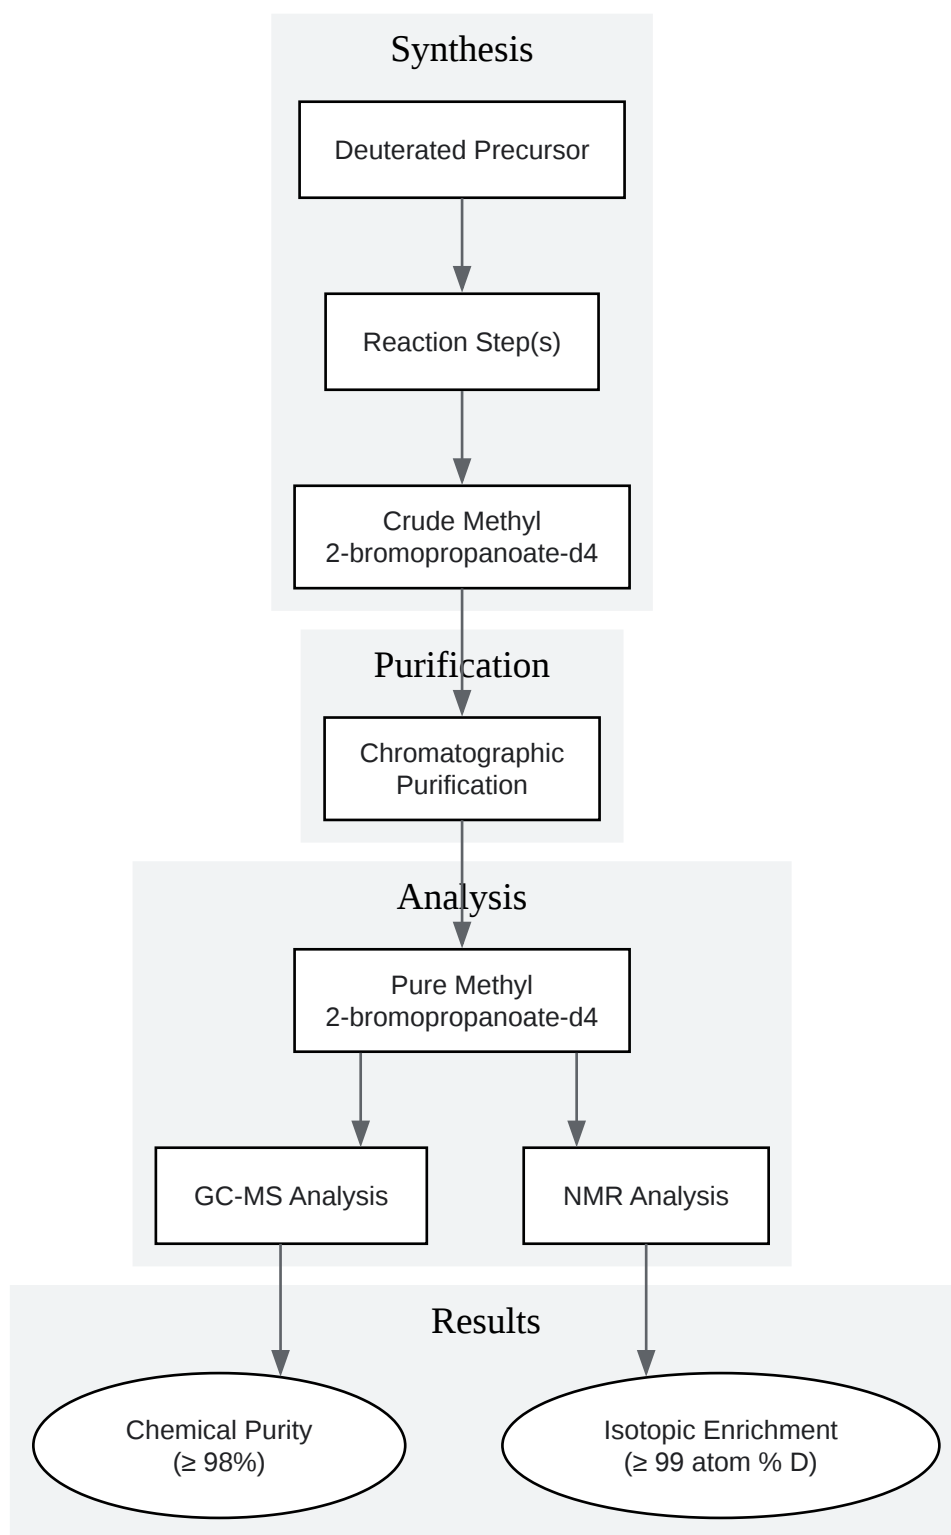 Synthesis
Deuterated Precursor
Reaction Step(s)
Crude Methyl
2-bromopropanoate-d4
Purification
Chromatographic
Purification
Analysis
Pure Methyl
2-bromopropanoate-d4
GC-MS Analysis
NMR Analysis
Results
Chemical Purity
(≥ 98%)
Isotopic Enrichment
(≥ 99 atom % D)